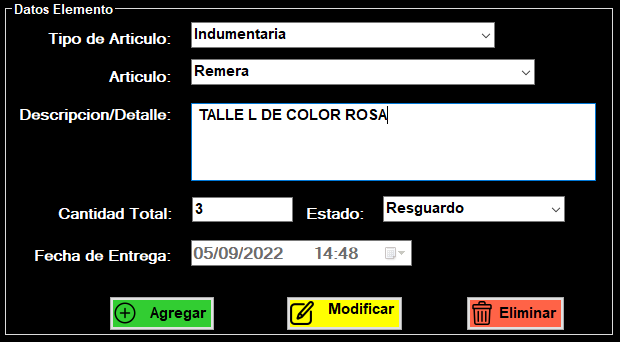 Datos Elemento
Tipo de Articulo: Indumentaria
Articulo: Remera
Descripcion/Detalle: TALLE L DE COLOR ROSA
Cantidad Total: 3 Estado: Resguardo
Fecha de Entrega: 05/09/2022 14:48
Agregar Modificar Eliminar